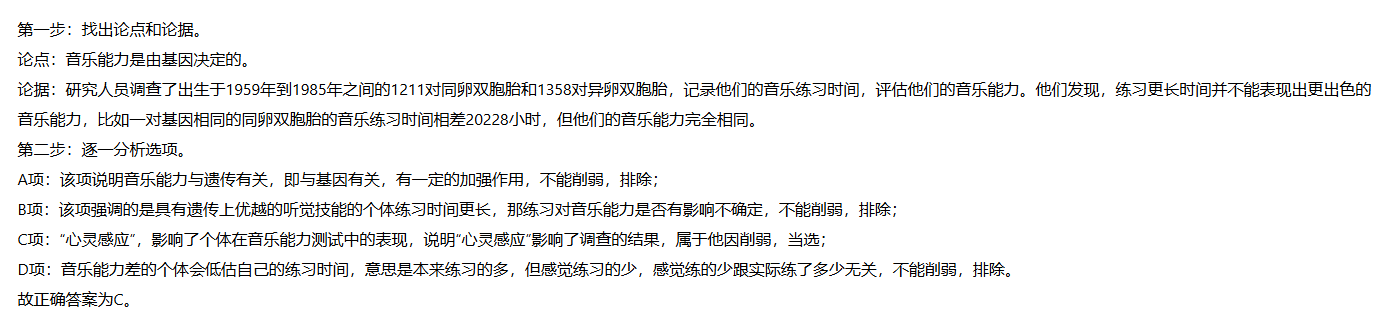 第一步：找出论点和论据。
论点：音乐能力是由基因决定的。
论据：研究人员调查了出生于1959年到1985年之间的1211对同卵双胞胎和1358对异卵双胞胎，记录他们的音乐练习时间，评估他们的音乐能力。他们发现，练习更长时间并不能表现出更出色的
音乐能力，比如一对基因相同的同卵双胞胎的音乐练习时间相差20228小时，但他们的音乐能力完全相同。
第二步：逐一分析选项。
A项：该项说明音乐能力与遗传有关，即与基因有关，有一定的加强作用，不能削弱，排除；
B项：该项强调的是具有遗传上优越的听觉技能的个体练习时间更长，那练习对音乐能力是否有影响不确定，不能削弱，排除；
C项：“心灵感应”，影响了个体在音乐能力测试中的表现，说明“心灵感应”影响了调查的结果，属于他因削弱，当选；
D项：音乐能力差的个体会低估自己的练习时间，意思是本来练习的多，但感觉练习的少，感觉练的少跟实际练了多少无关，不能削弱，排除。
故正确答案为C。